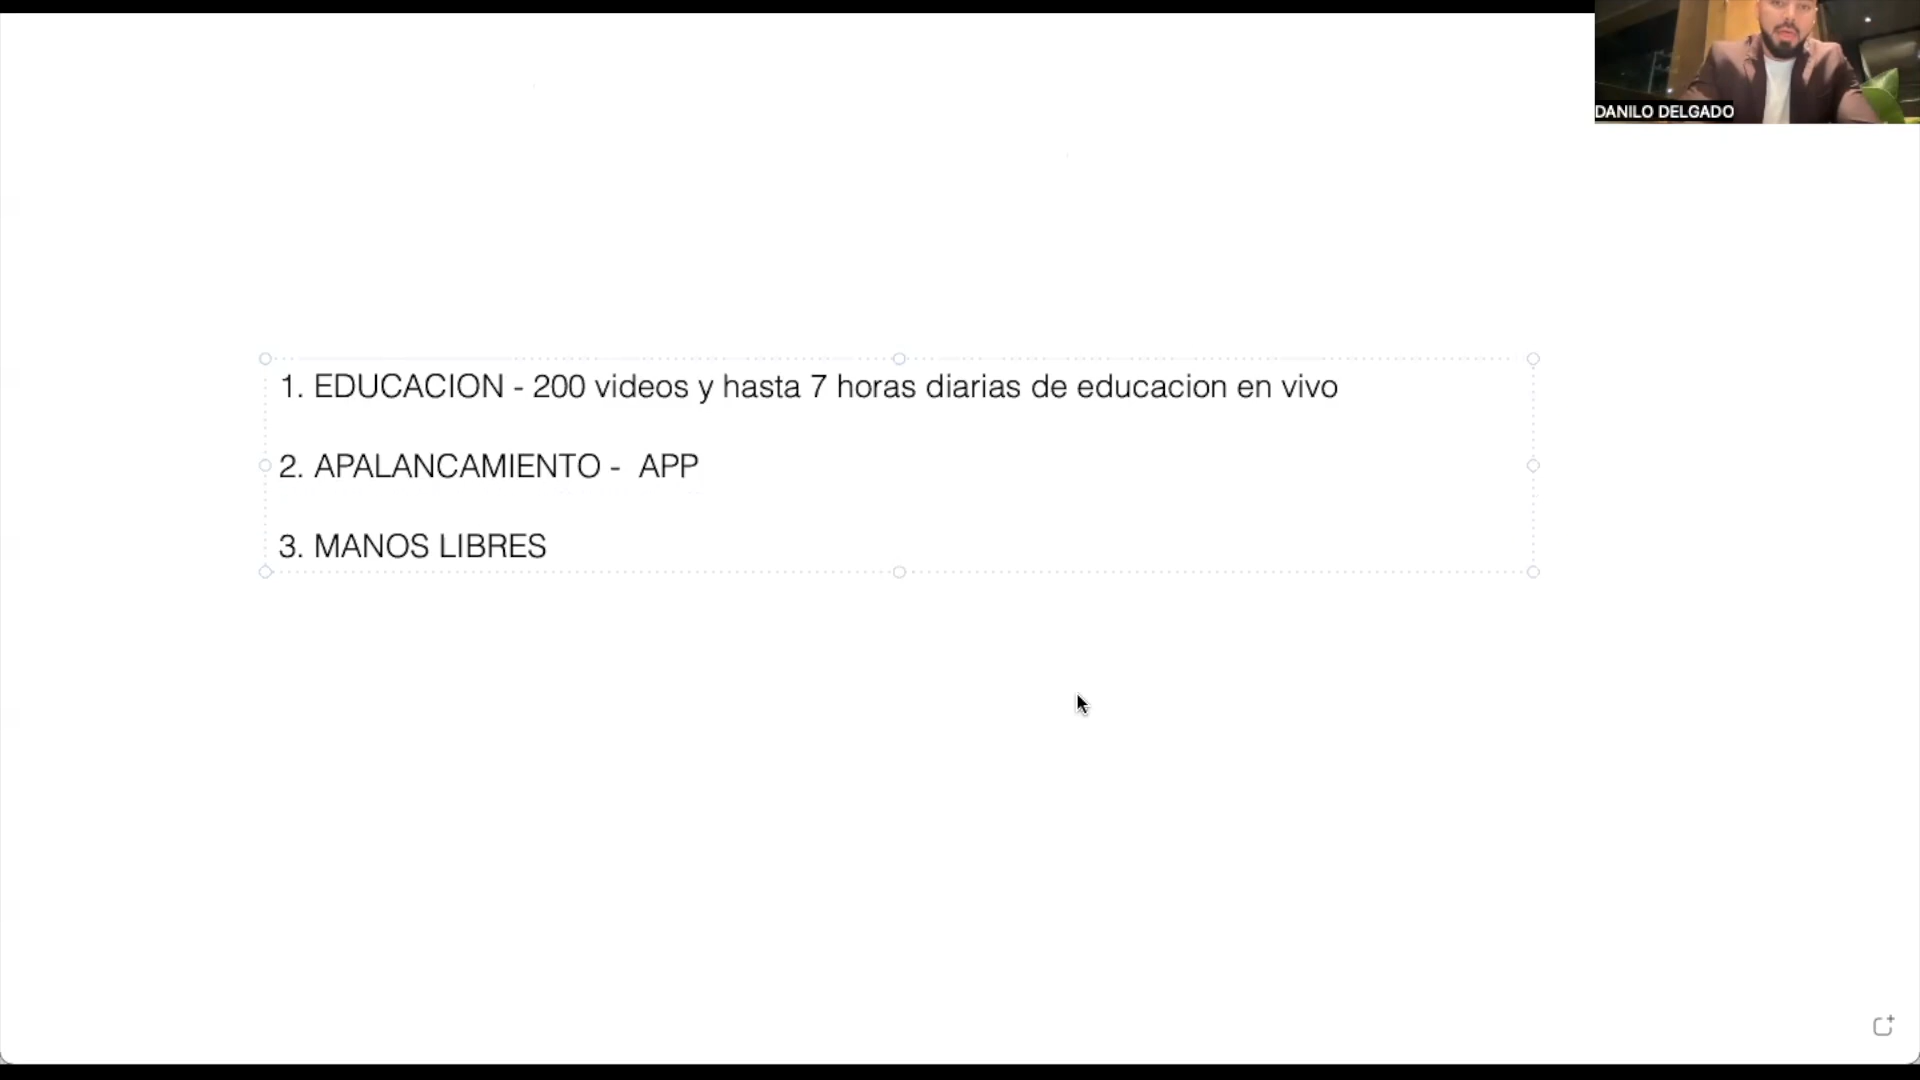 DANILO DELGADO
1. EDUCACION - 200 videos y hasta 7 horas diarias de educacion en vivo
2. APALANCAMIENTO -  APP
3. MANOS LIBRES